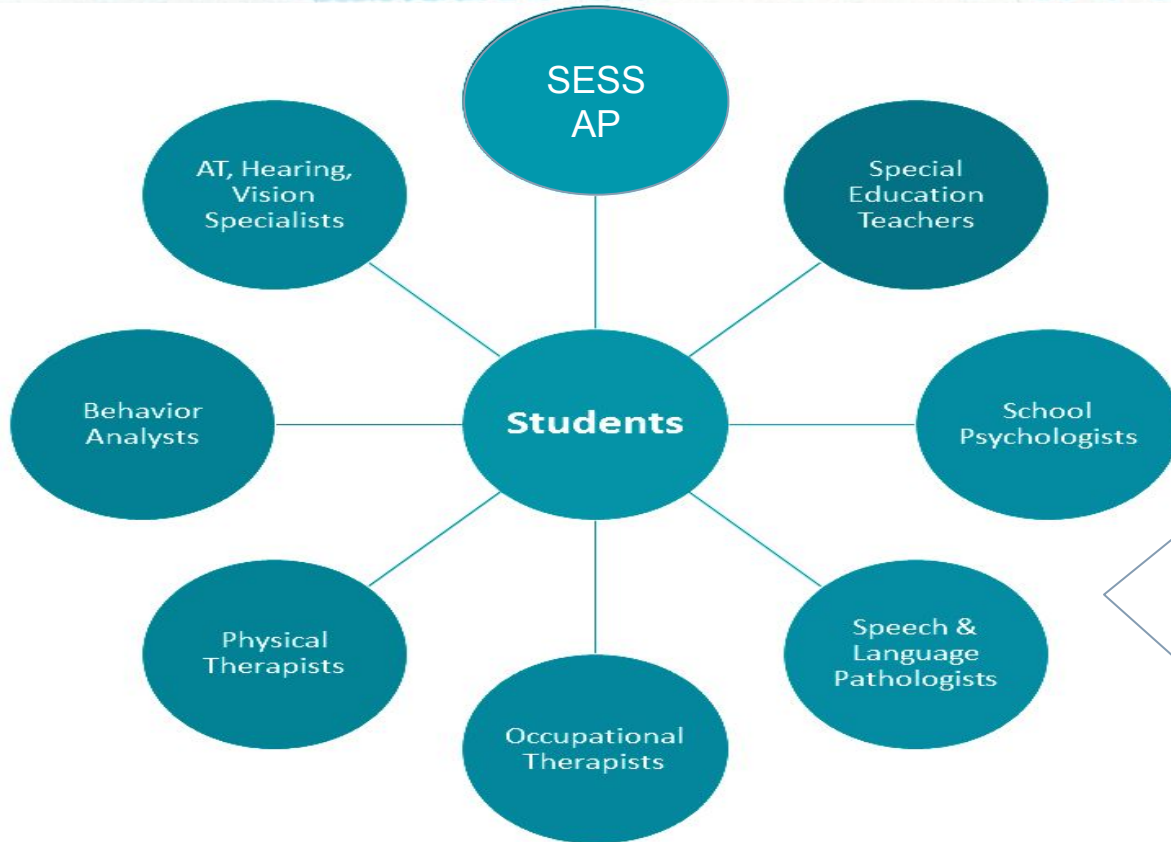 SESS
AP
AT, Hearing,
Vision
Specialists
Special
Education
Teachers
Behavior
Analysts
Students
School
Psychologists
Physical
Therapists
Speech &
Language
Pathologists
Occupational
Therapists